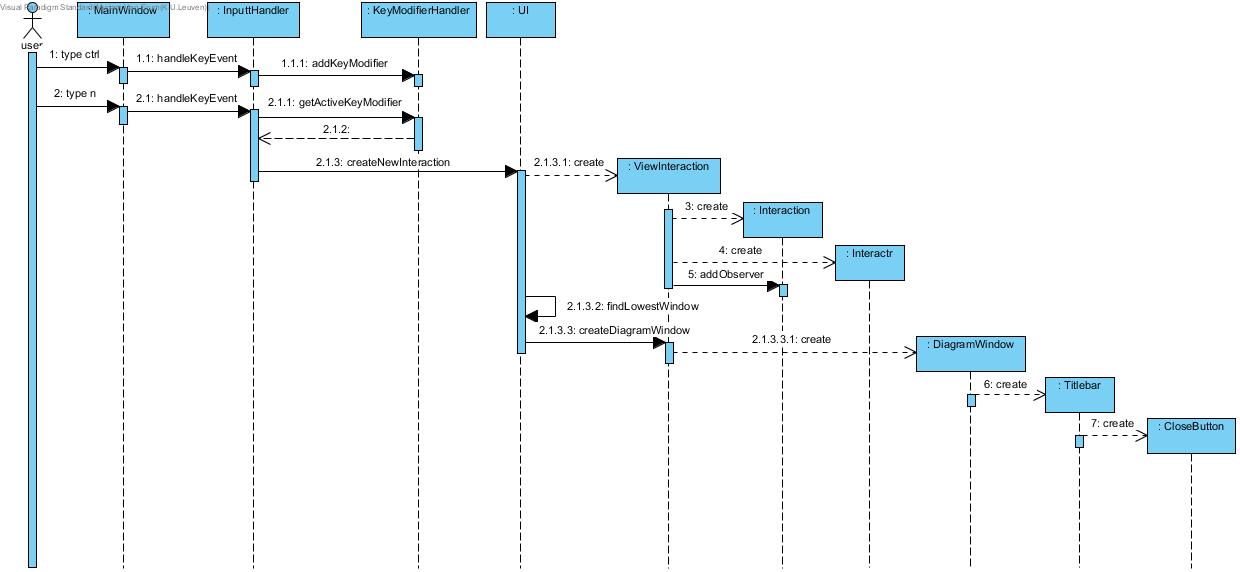 Visual Paradigm Standard
K.U.Leuven)
: MainWindow
: InputtHandler
: KeyModifierHandler
: UI
user
1: type ctrl
1.1: handleKeyEvent
1.1.1: addKeyModifier
2: type n
2.1: handleKeyEvent
2.1.1: getActiveKeyModifier
2.1.2:
2.1.3: createNewInteraction
2.1.3.1: create
: ViewInteraction
3: create
: Interaction
4: create
: Interactr
5: addObserver
2.1.3.2: findLowestWindow
2.1.3.3: createDiagramWindow
2.1.3.3.1: create
: DiagramWindow
6: create
: Titlebar
7: create
: CloseButton